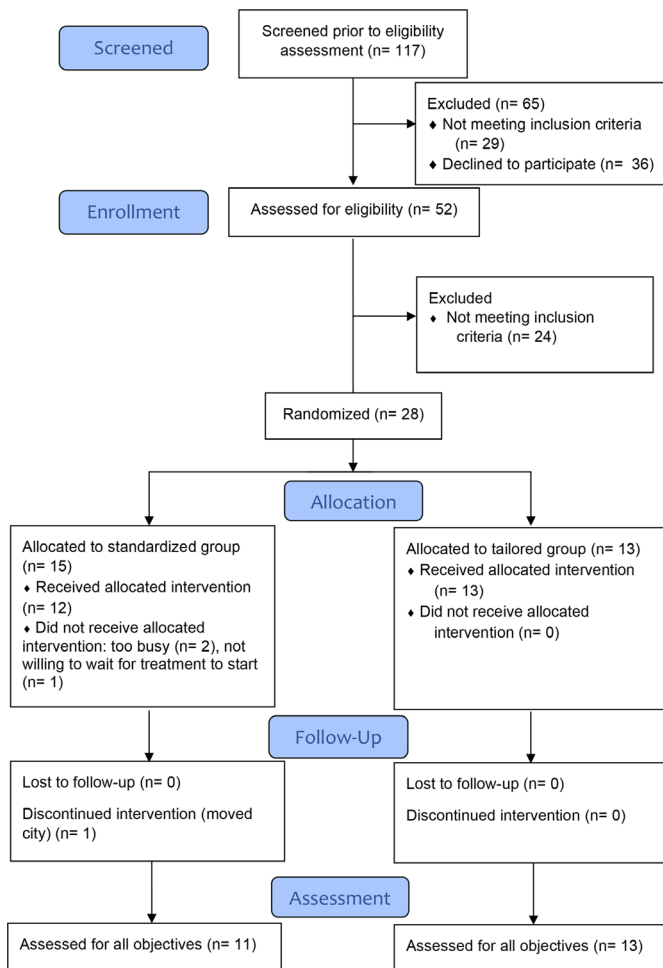 Screened
Screened prior to eligibility
assessment (n= 117)
Excluded (n= 65)
♦ Not meeting inclusion criteria
(n= 29)
♦ Declined to participate (n= 36)
Enrollment
Assessed for eligibility (n= 52)
Excluded
♦ Not meeting inclusion
criteria (n= 24)
Randomized (n= 28)
Allocation
Allocated to standardized group
(n= 15)
♦ Received allocated intervention
(n= 12)
♦ Did not receive allocated
intervention: too busy (n= 2), not
willing to wait for treatment to start
(n= 1)
Allocated to tailored group (n= 13)
♦ Received allocated intervention
(n= 13)
♦ Did not receive allocated
intervention (n= 0)
Follow-Up
Lost to follow-up (n= 0)
Discontinued intervention (moved
city) (n= 1)
Lost to follow-up (n= 0)
Discontinued intervention (n= 0)
Assessment
Assessed for all objectives (n= 11)
Assessed for all objectives (n= 13)